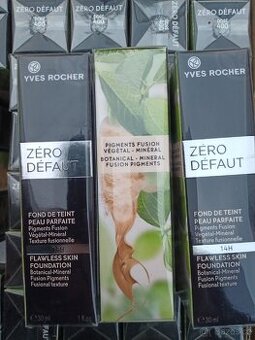 ZÉRO DÉFAUT
ZÉRO DÉFAUT
ZÉRO DÉFAUT
YVES ROCHER
ZÉRO
DÉFAUT
FOND DE TEINT
PEAU PARFAITE
Pigments Fusion
Végétal-Minéral
Texture fusionnelle
FLAWLESS SKIN
FOUNDATION
Botanical-Mineral
Fusion Pigments
Fusional texture
30 ml
PIGMENTS FUSION
VÉGÉTAL - MINÉRAL
BOTANICAL - MINERAL
FUSION PIGMENTS
YVES ROCHER
ZÉRO
DÉFAUT
FOND DE TEINT
PEAU PARFAITE
Pigments Fusion
Végétal-Minéral
Texture fusionnelle
14H
FLAWLESS SKIN
FOUNDATION
Botanical-Mineral
Fusion Pigments
Fusional texture
30 ml